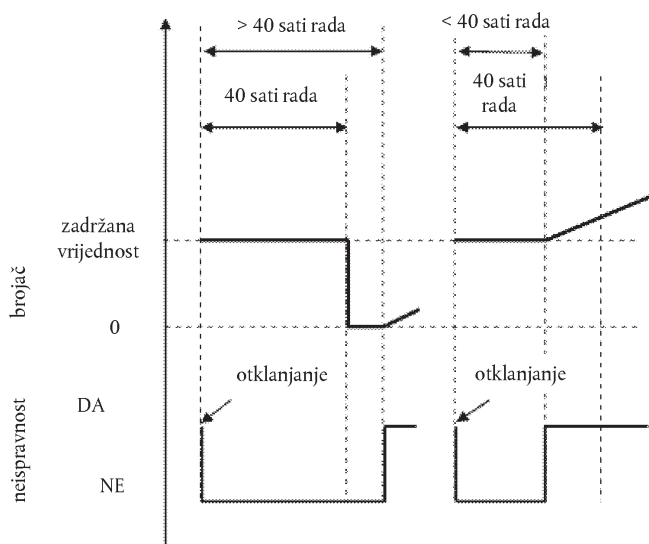 > 40 sati rada
< 40 sati rada
40 sati rada
40 sati
rada
zadržana
vrijednost
brojač
0
otklanjanje
otklanjanje
DA
neispravnost
NE